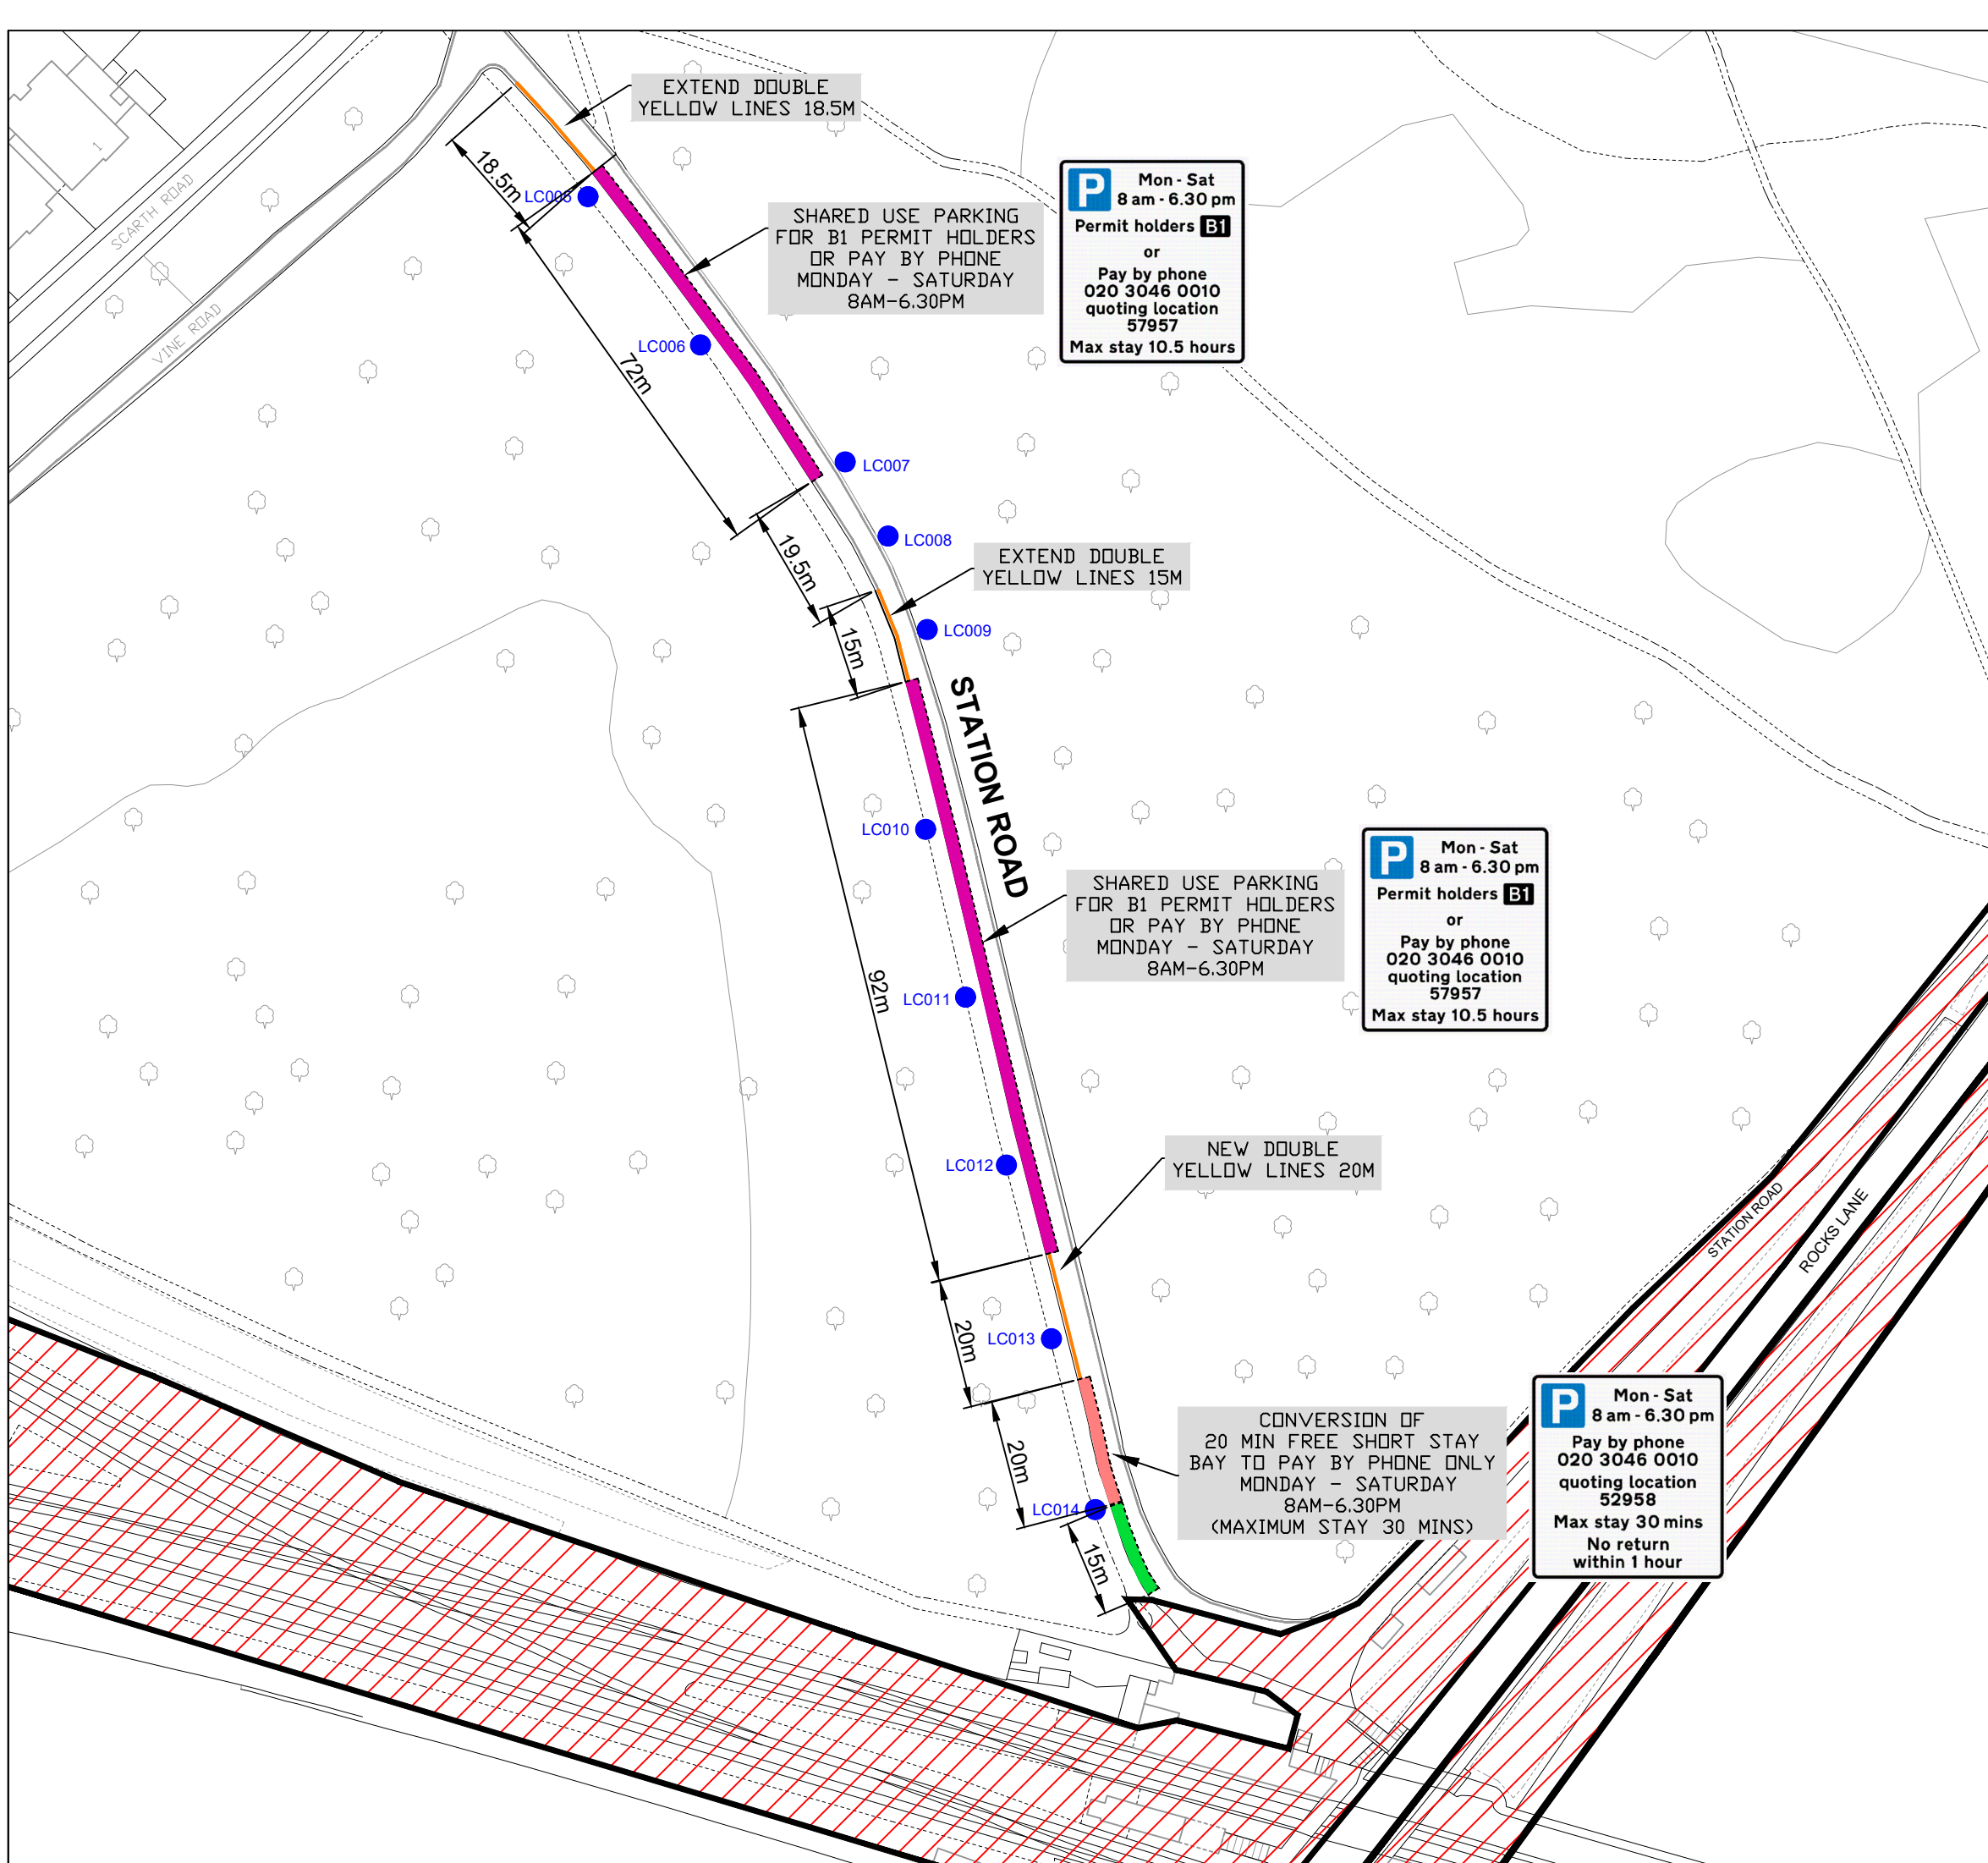 EXTEND DOUBLE
YELLOW LINES 18.5M
1
SCARTH ROAD
VINE ROAD
18.5m
LC005
SHARED USE PARKING
FOR B1 PERMIT HOLDERS
OR PAY BY PHONE
MONDAY - SATURDAY
8AM-6.30PM
P
Mon - Sat
8 am - 6.30 pm
Permit holders B1
or
Pay by phone
020 3046 0010
quoting location
57957
Max stay 10.5 hours
LC006
72m
LC007
LC008
19.5m
EXTEND DOUBLE
YELLOW LINES 15M
LC009
15m
STATION ROAD
LC010
SHARED USE PARKING
FOR B1 PERMIT HOLDERS
OR PAY BY PHONE
MONDAY - SATURDAY
8AM-6.30PM
P
Mon - Sat
8 am - 6.30 pm
Permit holders B1
or
Pay by phone
020 3046 0010
quoting location
57957
Max stay 10.5 hours
92m
LC011
LC012
NEW DOUBLE
YELLOW LINES 20M
STATION ROAD
ROCKS LANE
20m
LC013
CONVERSION OF
20 MIN FREE SHORT STAY
BAY TO PAY BY PHONE ONLY
MONDAY - SATURDAY
8AM-6.30PM
(MAXIMUM STAY 30 MINS)
P
Mon - Sat
8 am - 6.30 pm
Pay by phone
020 3046 0010
quoting location
52958
Max stay 30 mins
No return
within 1 hour
20m
LC014
15m